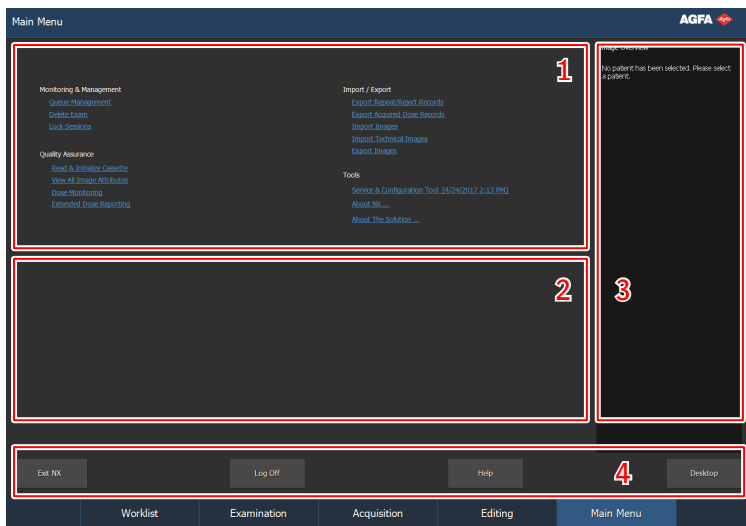 Main Menu
AGFA
Agfa
Image Overview
No patient has been selected. Please select
a patient.
1
Monitoring & Management
Queue Management
Delete Exam
Lock Sessions
Quality Assurance
Read & Initialize Cassette
View All Image Attributes
Dose Monitoring
Extended Dose Reporting
Import / Export
Export Repeat/Reject Records
Export Acquired Dose Records
Import Images
Import Technical Images
Export Images
Tools
Service & Configuration Tool [4/24/2017 2:13 PM]
About NX ...
About The Solution ...
2
3
4
Exit NX
Log Off
Help
Desktop
Worklist
Examination
Acquisition
Editing
Main Menu